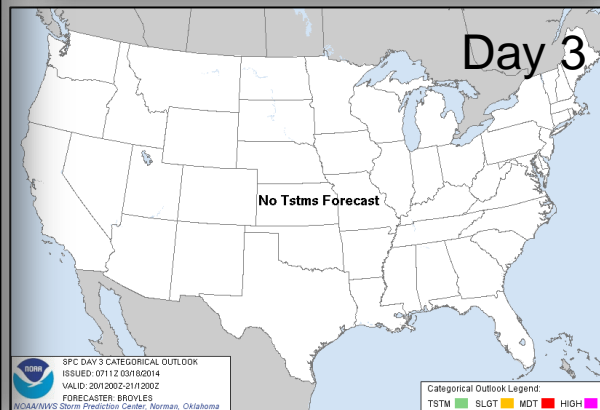 Day 3
No Tstms Forecast
NOAA
SPC DAY 3 CATEGORICAL OUTLOOK
ISSUED: 0711Z 03/18/2014
VALID: 20/1200Z-21/1200Z
FORECASTER: BROYLES
NOAA/NWS Storm Prediction Center, Norman, Oklahoma
Categorical Outlook Legend:
TSTM SLGT MDT HIGH